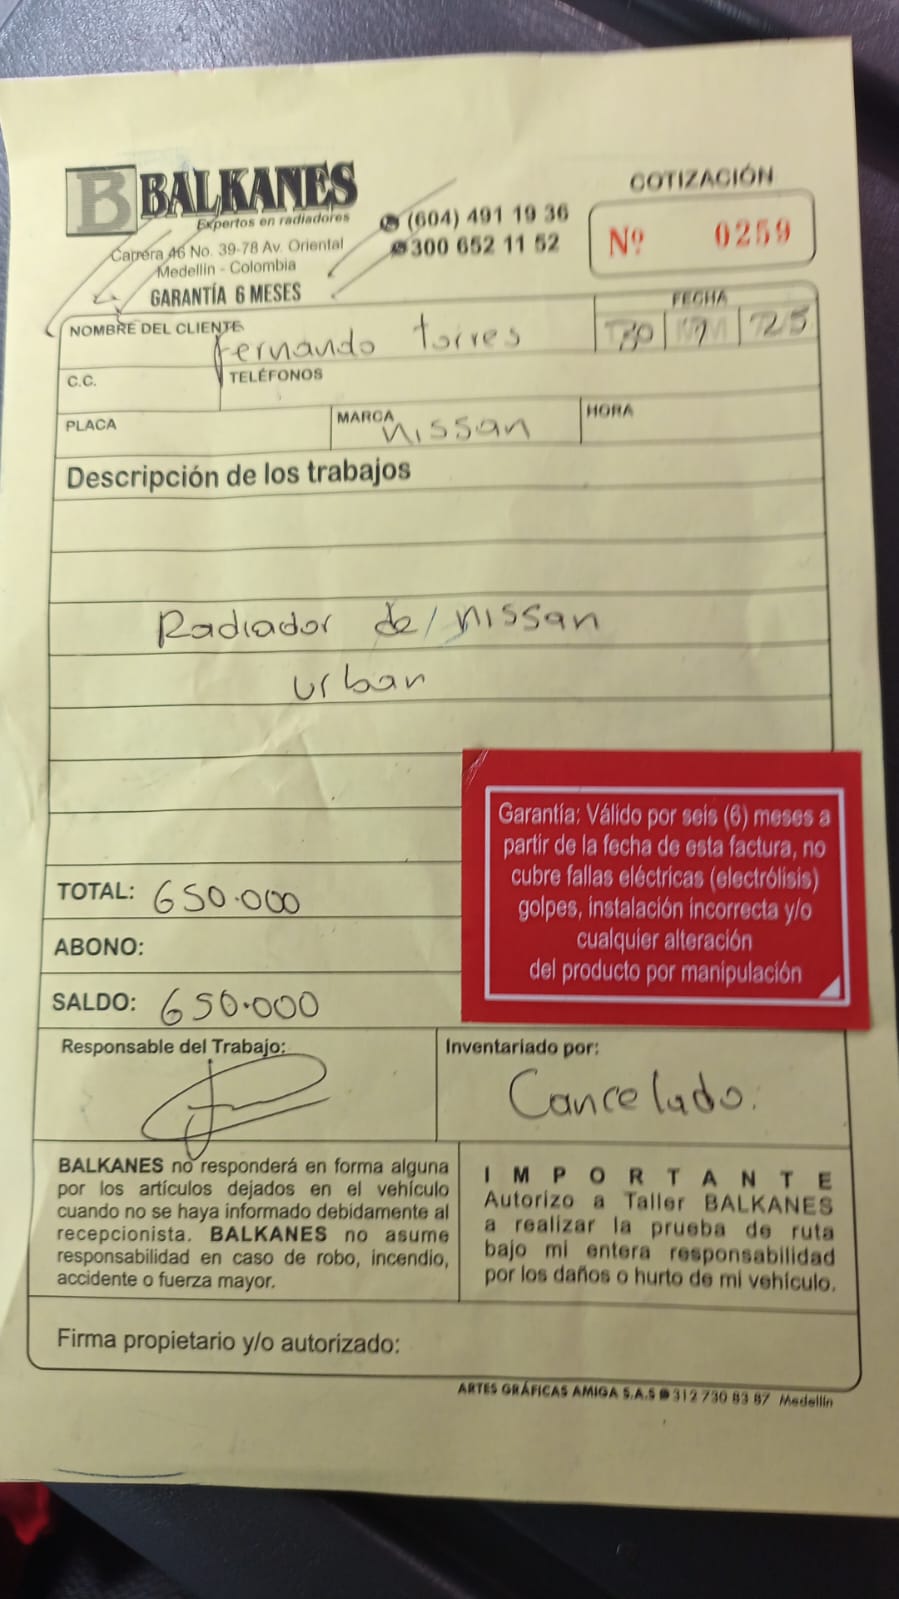 B BALKANES
Expertos en radiadores
Carrera 46 No. 39-78 Av. Oriental
Medellín - Colombia
GARANTÍA 6 MESES
(604) 491 19 36
300 652 11 52
COTIZACIÓN
Nº 0259
NOMBRE DEL CLIENTE Fernando torres
FECHA
30 25
C.C.
TELÉFONOS
PLACA
MARCA nissan
HORA
Descripción de los trabajos
Radiador de nissan
urban
TOTAL: 650.000
ABONO:
SALDO: 650.000
Garantía: Válido por seis (6) meses a
partir de la fecha de esta factura, no
cubre fallas eléctricas (electrólisis)
golpes, instalación incorrecta y/o
cualquier alteración
del producto por manipulación
Responsable del Trabajo:
Inventariado por:
Cancelado.
BALKANES no responderá en forma alguna
por los artículos dejados en el vehículo
cuando no se haya informado debidamente al
recepcionista. BALKANES no asume
responsabilidad en caso de robo, incendio,
accidente o fuerza mayor.
IMPORTANTE
Autorizo a Taller BALKANES
a realizar la prueba de ruta
bajo mi entera responsabilidad
por los daños o hurto de mi vehículo.
Firma propietario y/o autorizado:
ARTES GRÁFICAS AMIGA S.A.S 312 730 83 87 Medellín